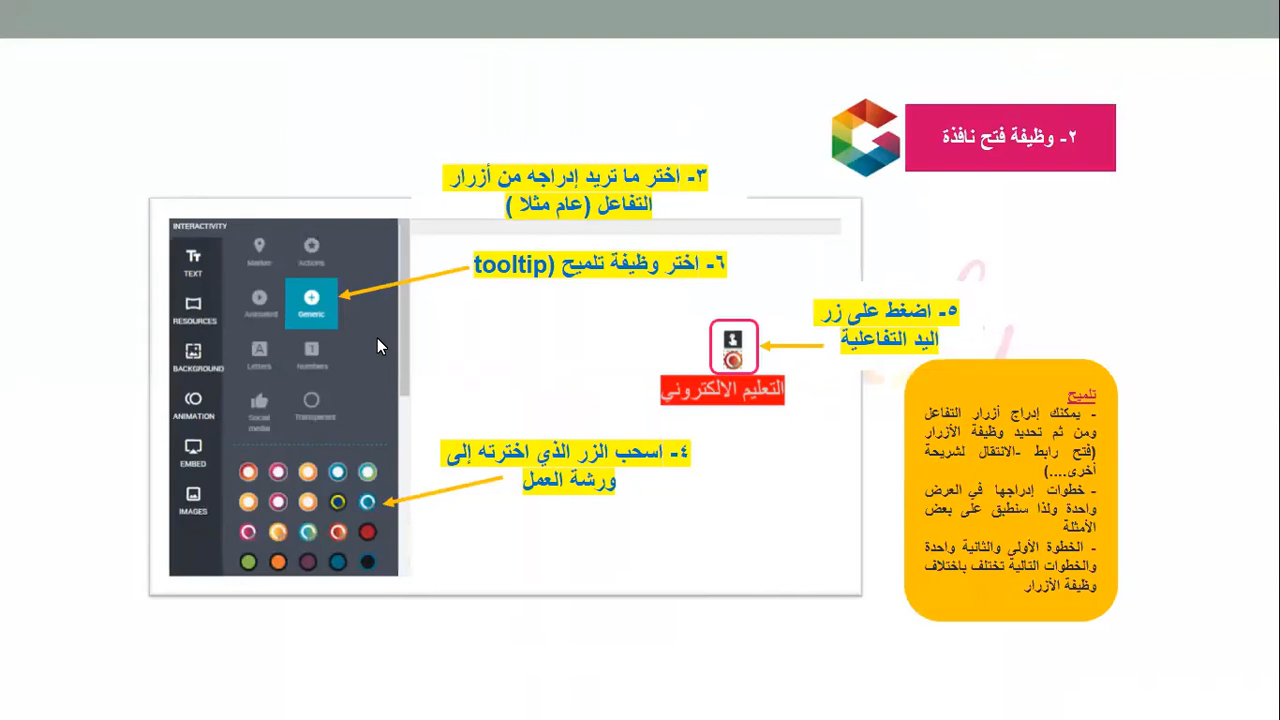 ٢- وظيفة فتح نافذة
٣- اختر ما تريد إدراجه من أزرار
التفاعل (عام مثلا )
٦- اختر وظيفة تلميح (tooltip
٥- اضغط على زر
اليد التفاعلية
التعليم الالكتروني
٤- اسحب الزر الذي اخترته إلى
ورشة العمل
INTERACTIVITY
TEXT
RESOURCES
BACKGROUND
ANIMATION
EMBED
IMAGES
Marker
Actions
Animated
Generic
Letters
Numbers
Social
media
Transparent
تلميح
- يمكنك إدراج أزرار التفاعل
ومن ثم تحديد وظيفة الأزرار
(فتح رابط -الانتقال لشريحة
أخرى....)
- خطوات إدراجها في العرض
واحدة ولذا سنطبق على بعض
الأمثلة
- الخطوة الأولي والثانية واحدة
والخطوات التالية تختلف باختلاف
وظيفة الأزرار